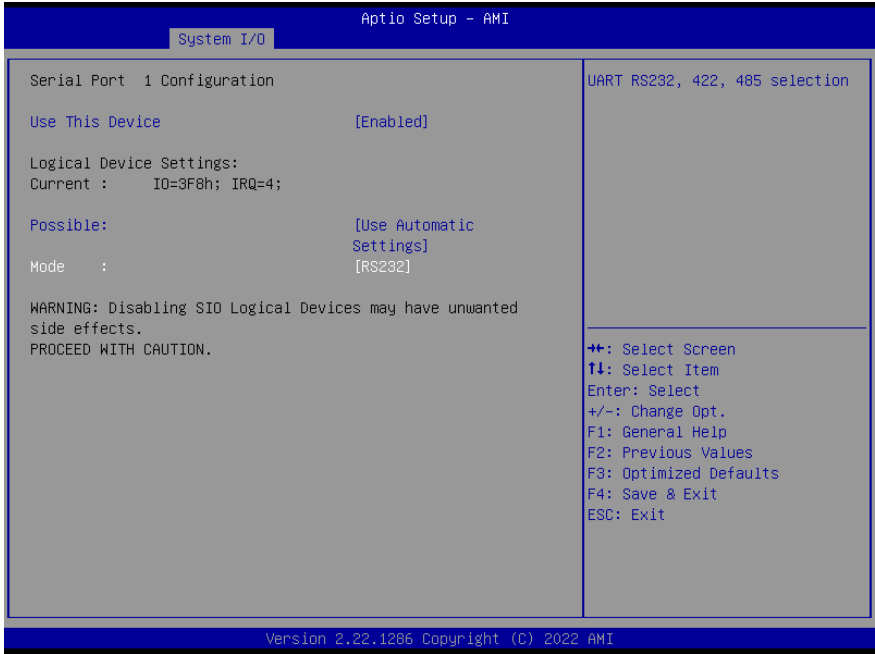 Aptio Setup – AMI
System I/O
Serial Port 1 Configuration
Use This Device [Enabled]
Logical Device Settings:
Current : IO=3F8h; IRQ=4;
Possible: [Use Automatic
Settings]
Mode : [RS232]
WARNING: Disabling SIO Logical Devices may have unwanted
side effects.
PROCEED WITH CAUTION.
UART RS232, 422, 485 selection
→←: Select Screen
↑↓: Select Item
Enter: Select
+/-: Change Opt.
F1: General Help
F2: Previous Values
F3: Optimized Defaults
F4: Save & Exit
ESC: Exit
Version 2.22.1286 Copyright (C) 2022 AMI